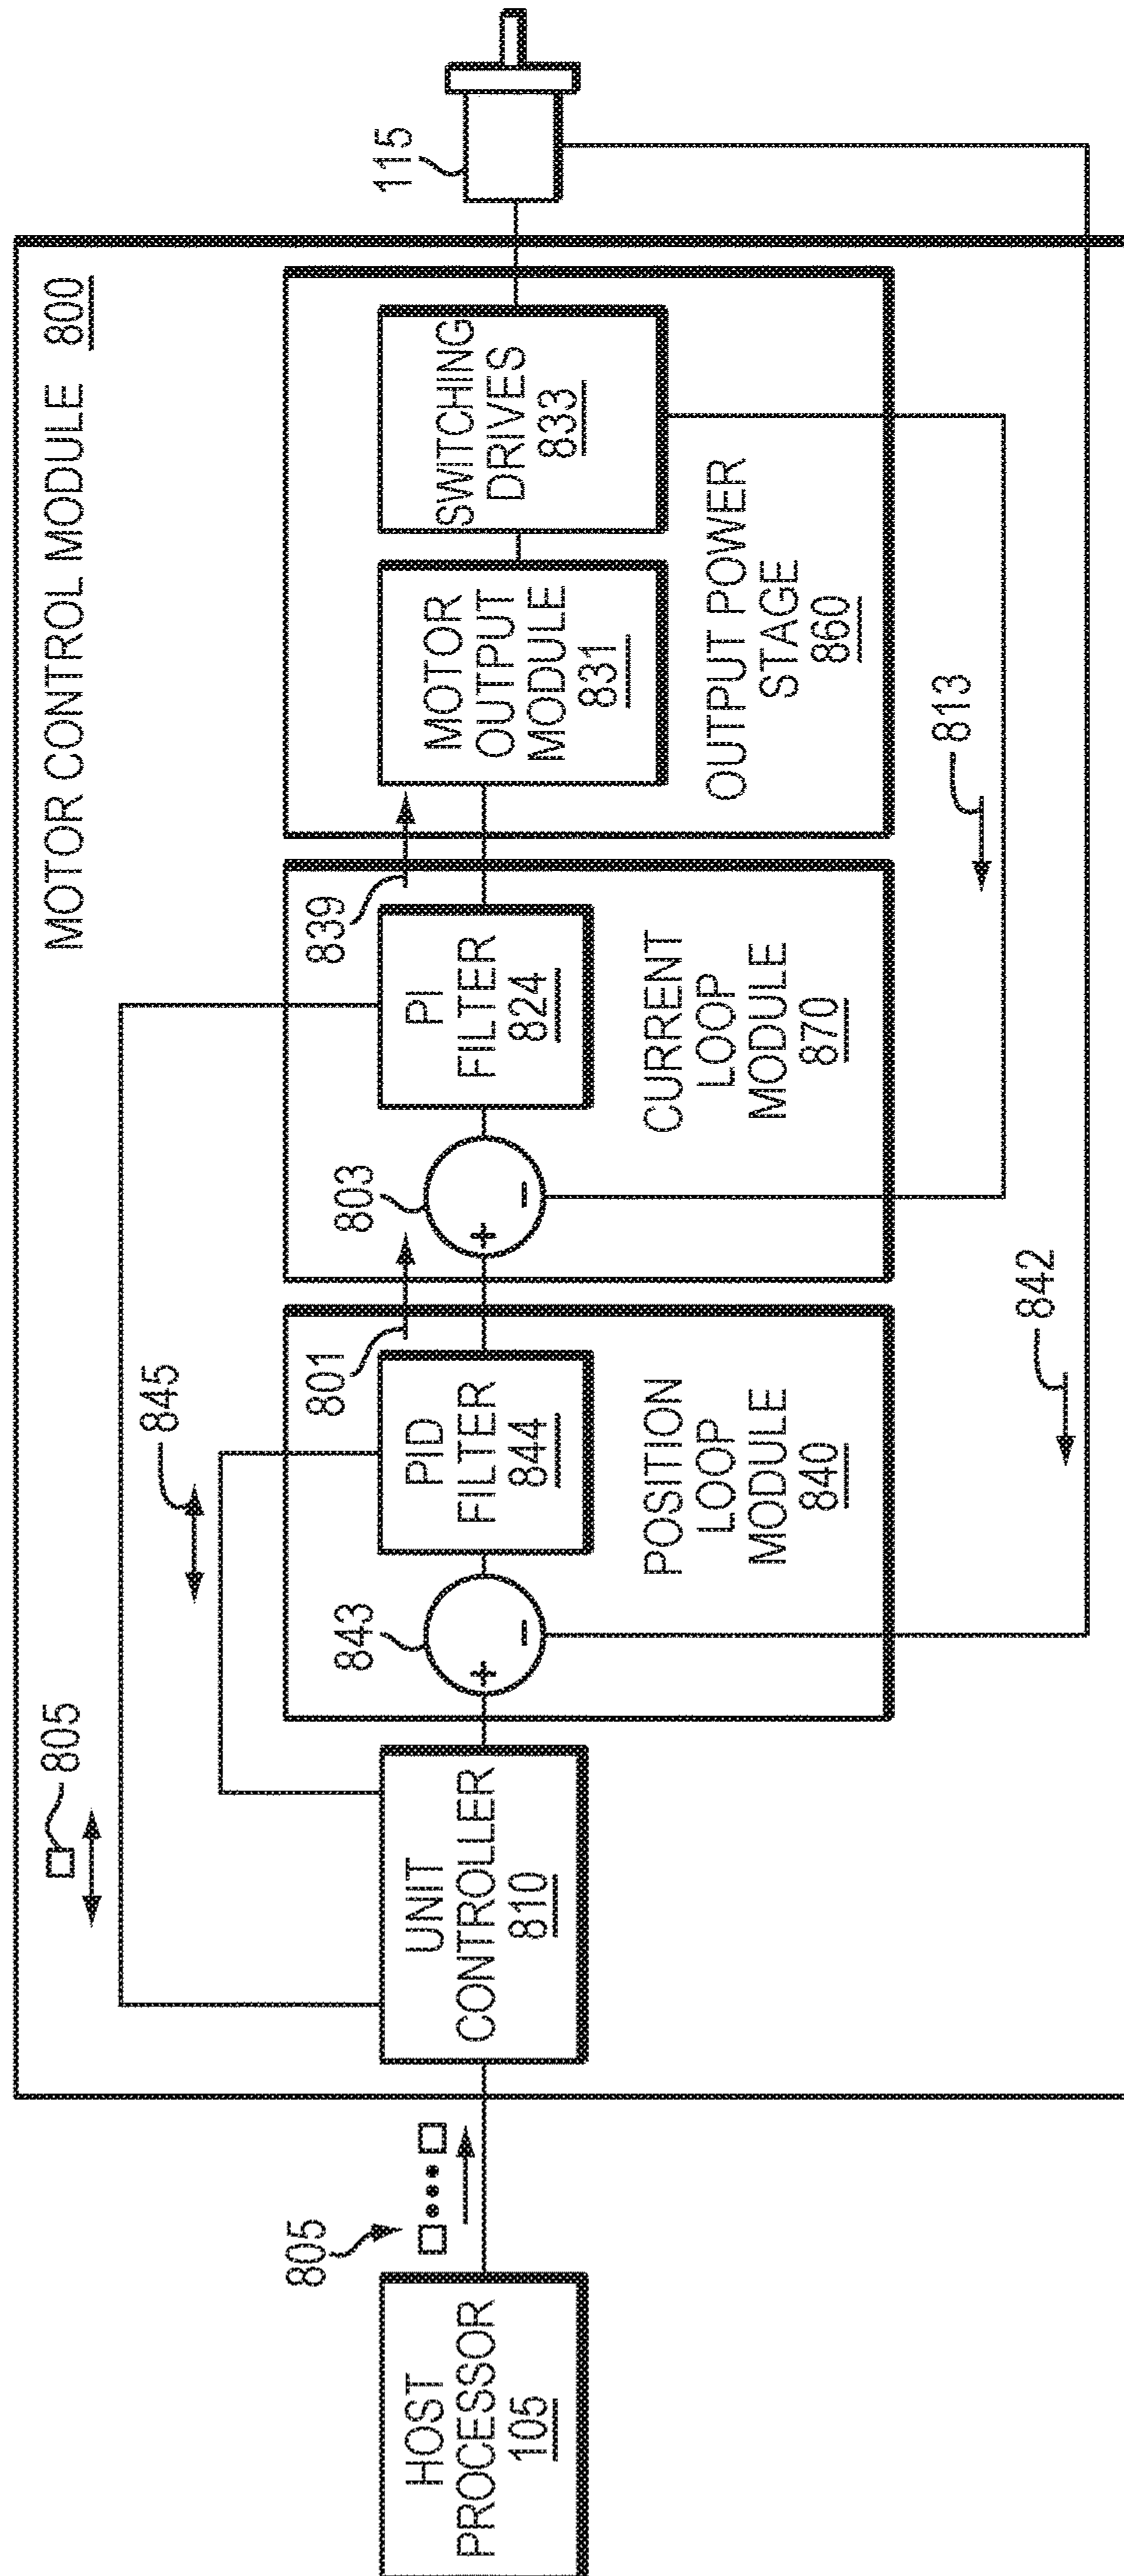 MOTOR CONTROL MODULE 800
805
845
805
HOST
PROCESSOR
105
UNIT
CONTROLLER
810
843
+
–
PID
FILTER
844
POSITION
LOOP
MODULE
840
801
803
+
–
PI
FILTER
824
CURRENT
LOOP
MODULE
870
839
MOTOR
OUTPUT
MODULE
831
SWITCHING
DRIVES
833
OUTPUT POWER
STAGE
860
115
813
842